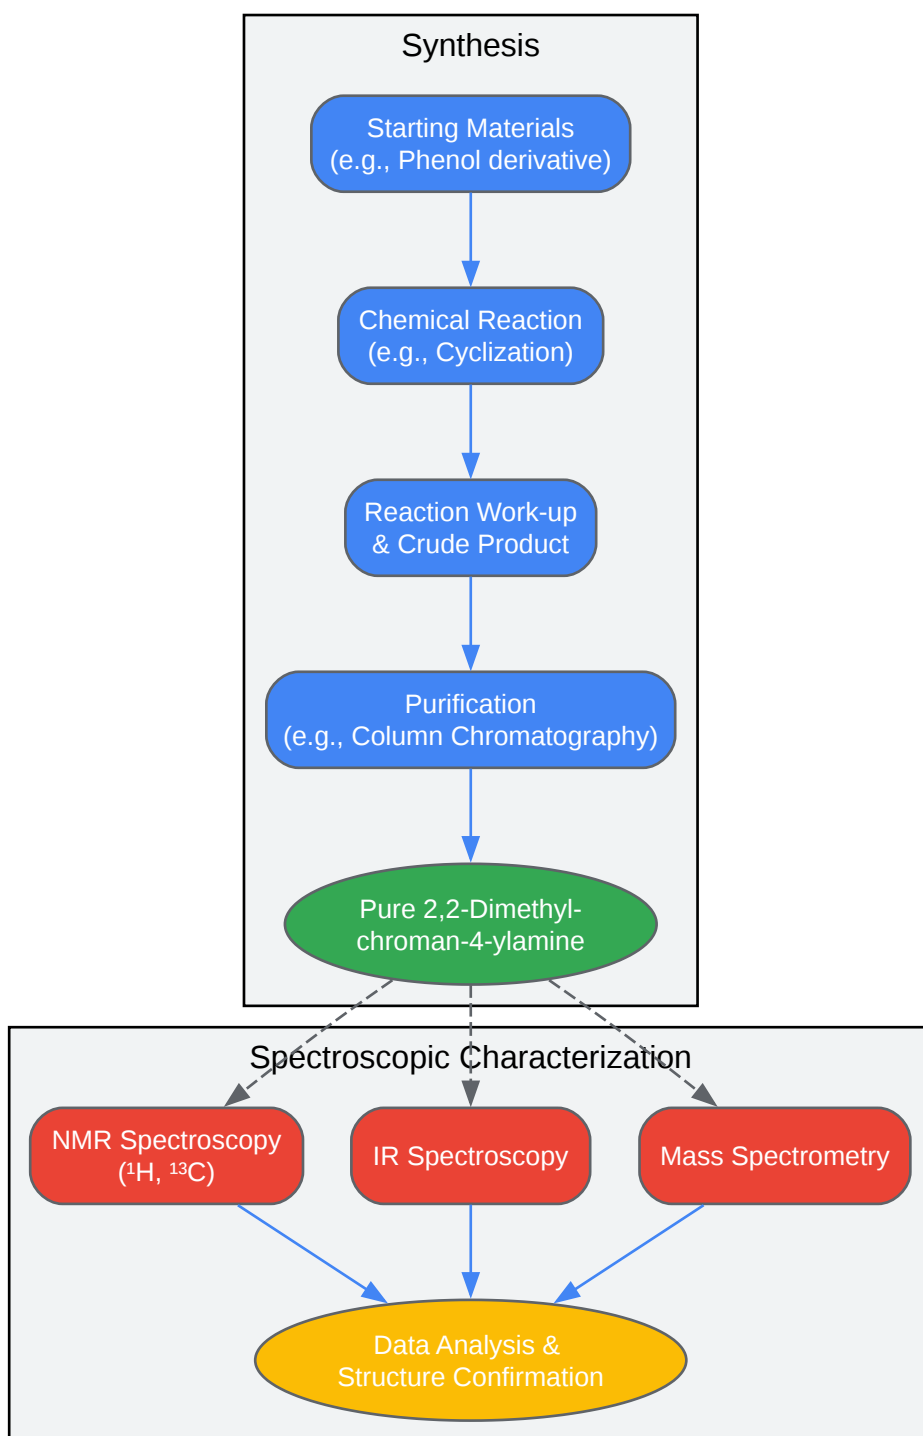 Synthesis
Starting Materials
(e.g., Phenol derivative)
Chemical Reaction
(e.g., Cyclization)
Reaction Work-up
& Crude Product
Purification
(e.g., Column Chromatography)
Pure 2,2-Dimethyl-
chroman-4-ylamine
Spectroscopic Characterization
NMR Spectroscopy
(¹H, ¹³C)
IR Spectroscopy
Mass Spectrometry
Data Analysis &
Structure Confirmation